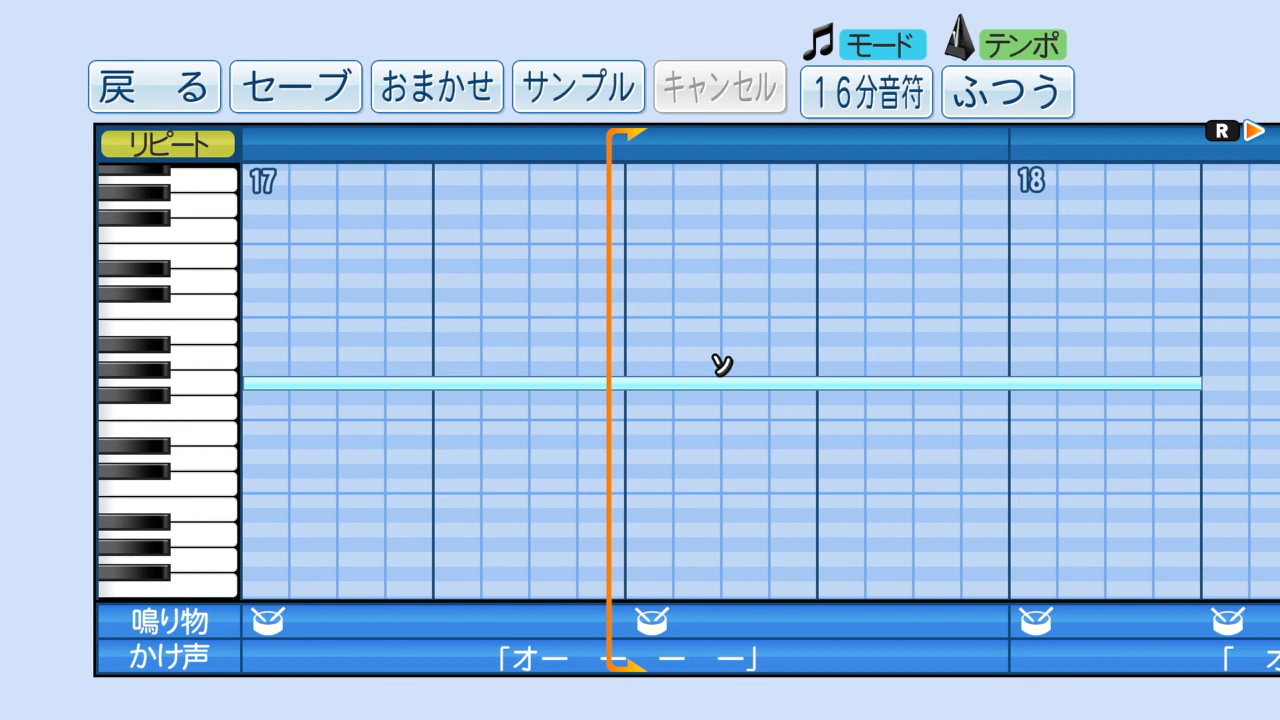 モード テンポ
戻　る セーブ おまかせ サンプル キャンセル １６分音符 ふつう
リピート R
17 18
鳴り物
かけ声 「オー　ー　ー　ー」 「　オ